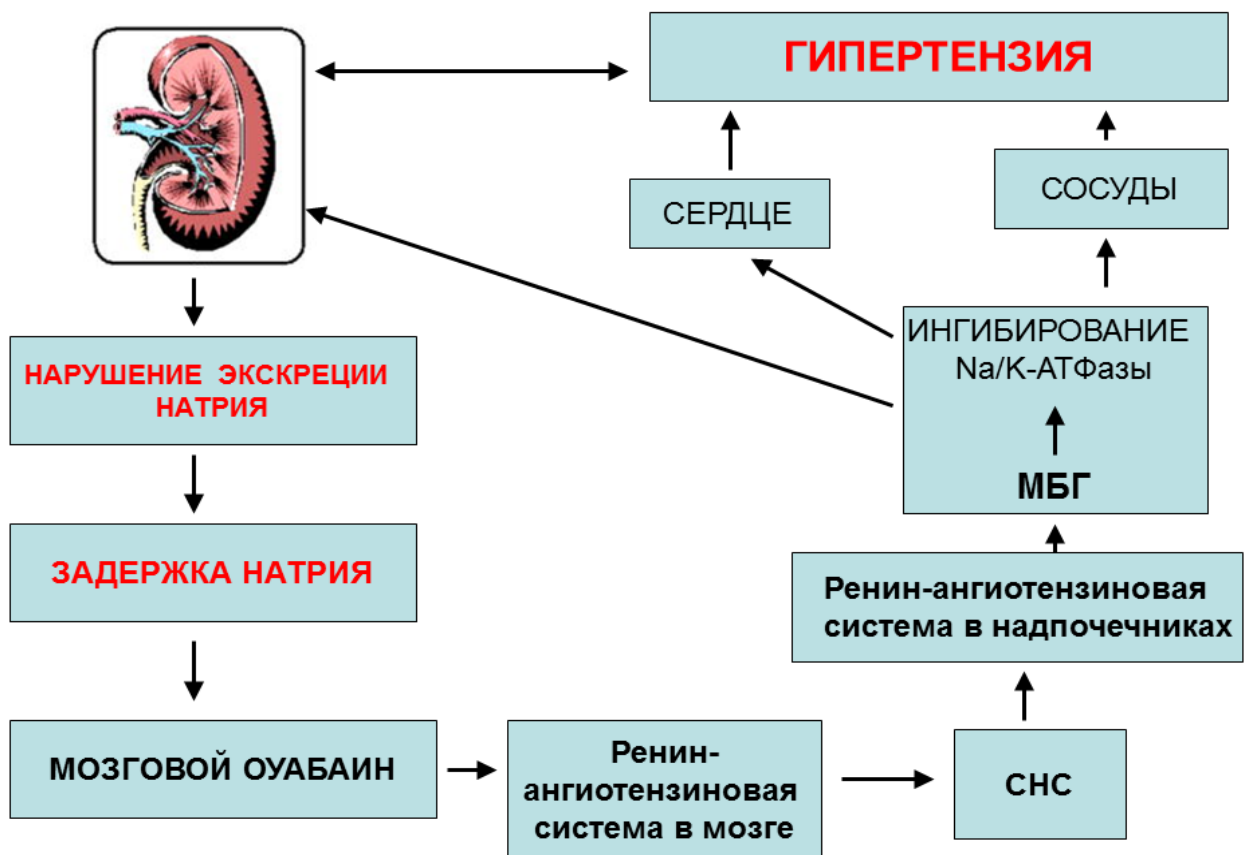 ГИПЕРТЕНЗИЯ
СЕРДЦЕ
СОСУДЫ
ИНГИБИРОВАНИЕ
Na/K-АТФазы
МБГ
НАРУШЕНИЕ ЭКСКРЕЦИИ
НАТРИЯ
ЗАДЕРЖКА НАТРИЯ
Ренин-ангиотензиновая
система в надпочечниках
МОЗГОВОЙ ОУАБАИН
Ренин-
ангиотензиновая
система в мозге
СНС